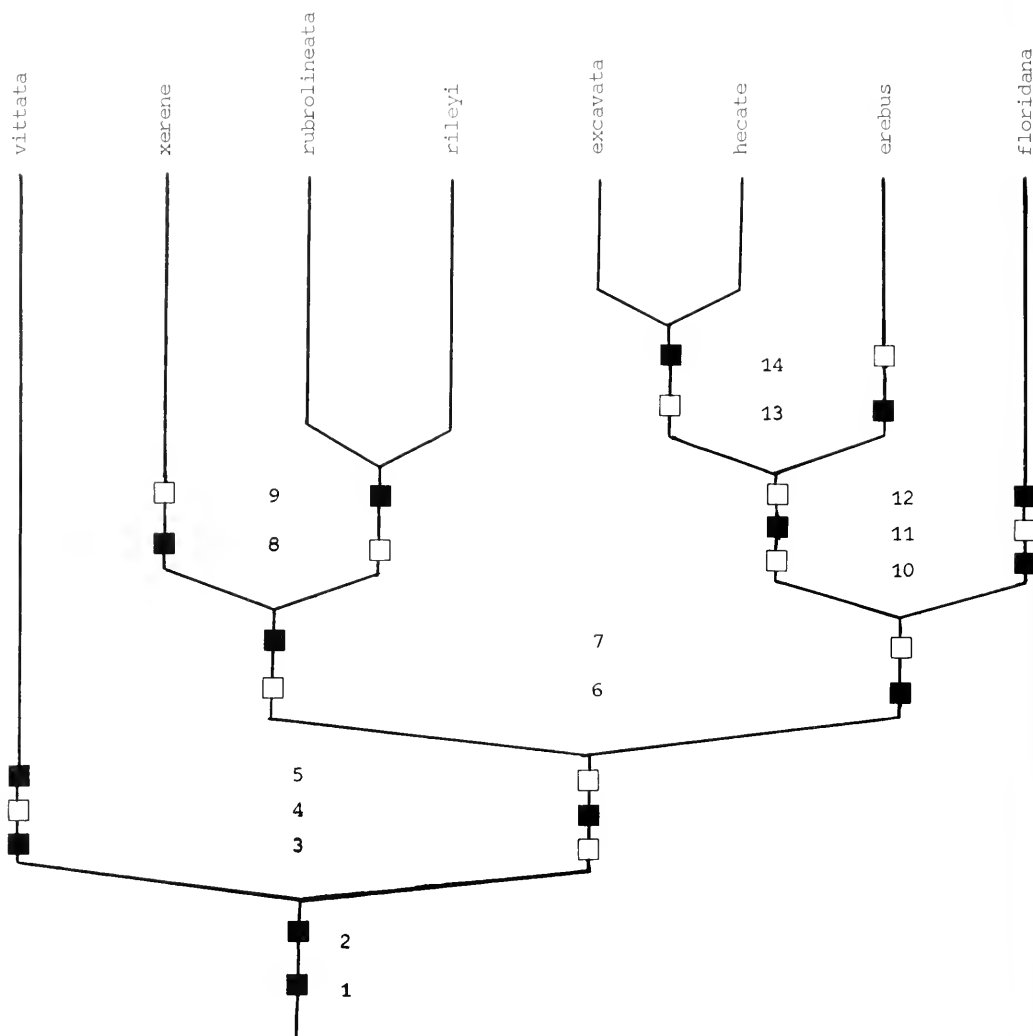 vittata
xerene
rubrolineata
rileyi
excavata
hecate
erebus
floridana
14
13
9
12
8
11
10
7
6
5
4
3
2
1